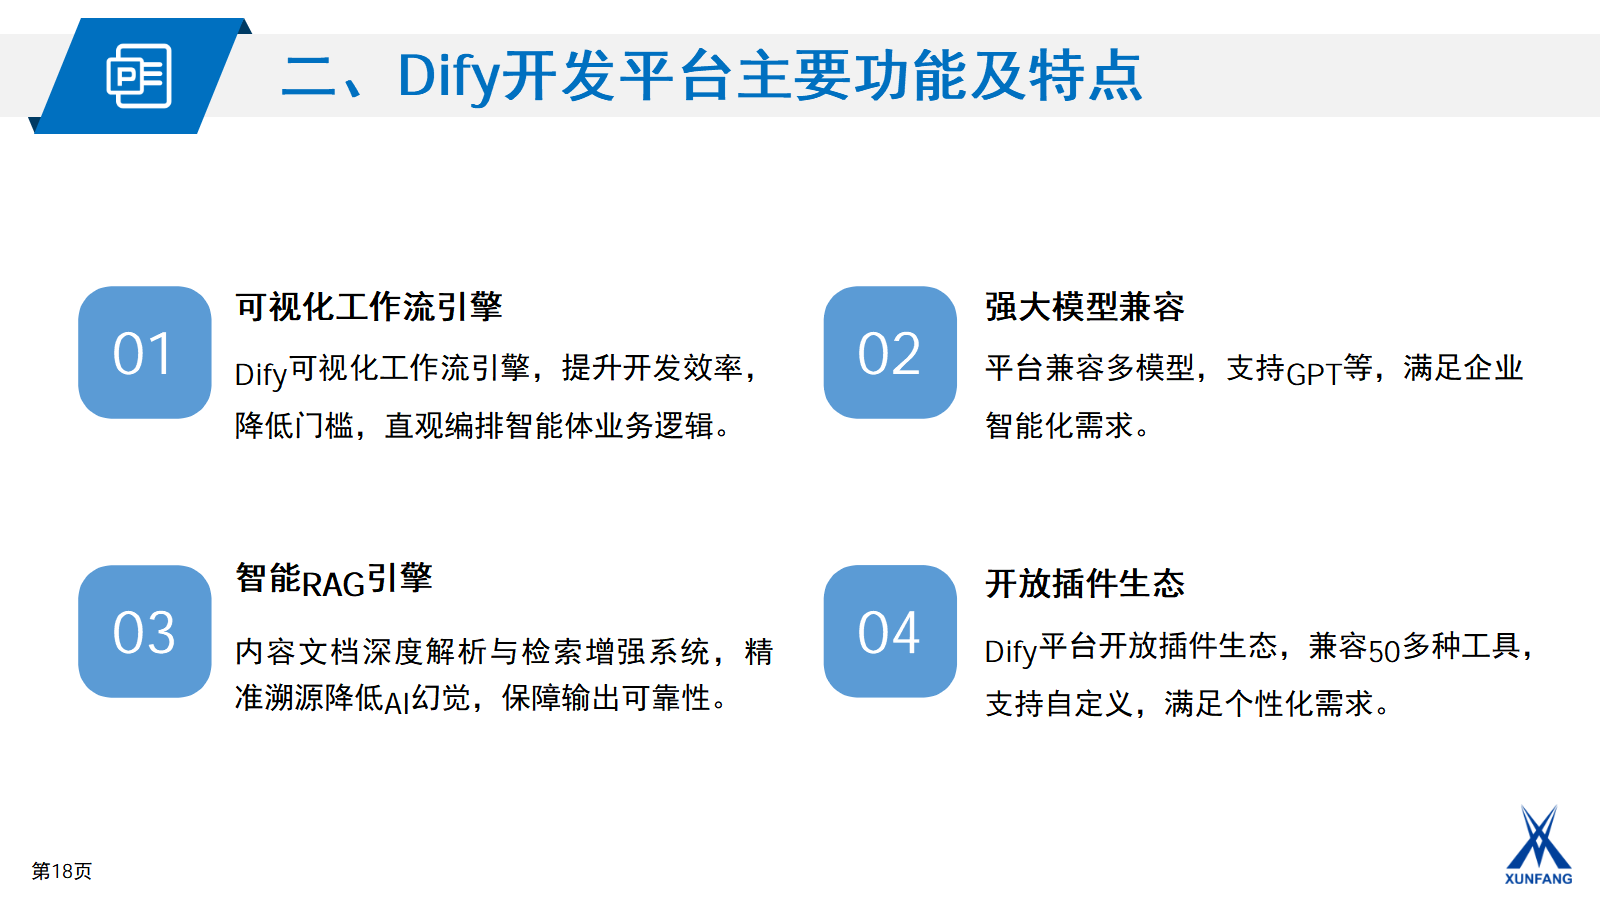 二、Dify开发平台主要功能及特点
01
可视化工作流引擎
Dify可视化工作流引擎，提升开发效率，
降低门槛，直观编排智能体业务逻辑。
02
强大模型兼容
平台兼容多模型，支持GPT等，满足企业
智能化需求。
03
智能RAG引擎
内容文档深度解析与检索增强系统，精
准溯源降低AI幻觉，保障输出可靠性。
04
开放插件生态
Dify平台开放插件生态，兼容50多种工具，
支持自定义，满足个性化需求。
第18页
XUNFANG